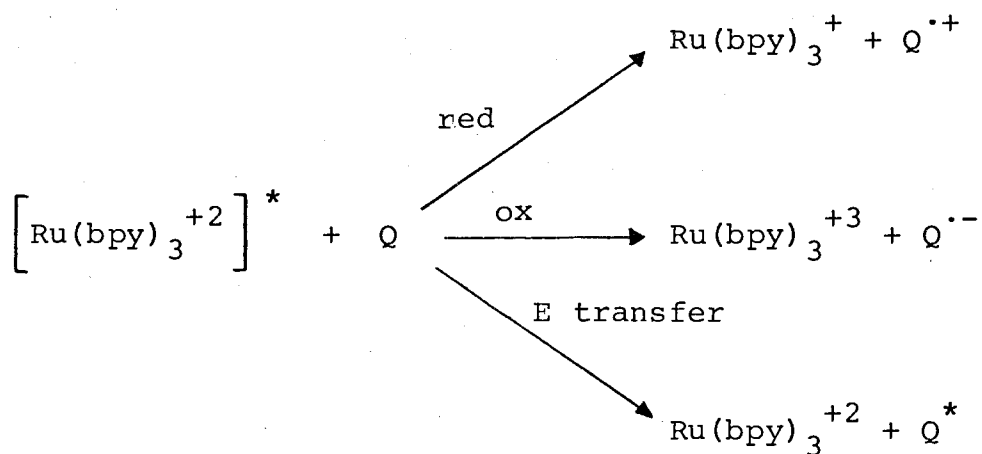 Ru(bpy)₃⁺ + Q·⁺
red
[Ru(bpy)₃⁺²]* + Q
ox
Ru(bpy)₃⁺³ + Q·⁻
E transfer
Ru(bpy)₃⁺² + Q*